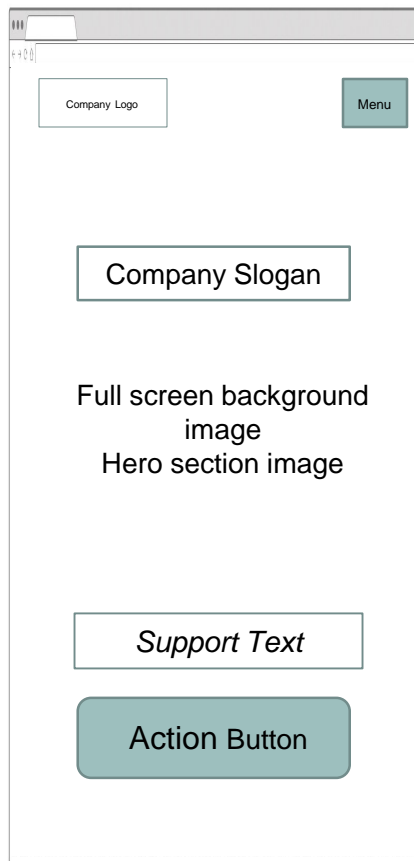 Company Logo
Menu
Company Slogan
Full screen background
image
Hero section image
Support Text
Action Button